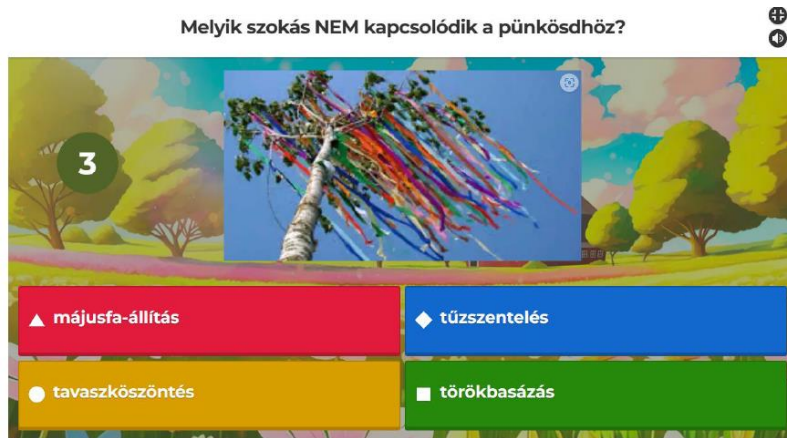 Melyik szokás NEM kapcsolódik a pünkösdhöz?
3
májusfa-állítás
tűzszentelés
tavaszköszöntés
törökbasázás